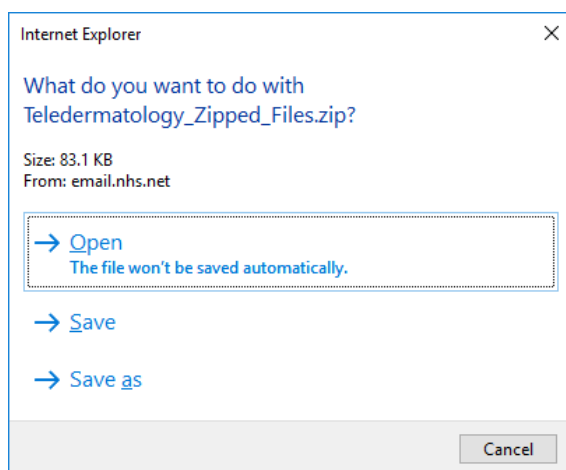 Internet Explorer
What do you want to do with
Teledermatology_Zipped_Files.zip?
Size: 83.1 KB
From: email.nhs.net
Open
The file won't be saved automatically.
Save
Save as
Cancel